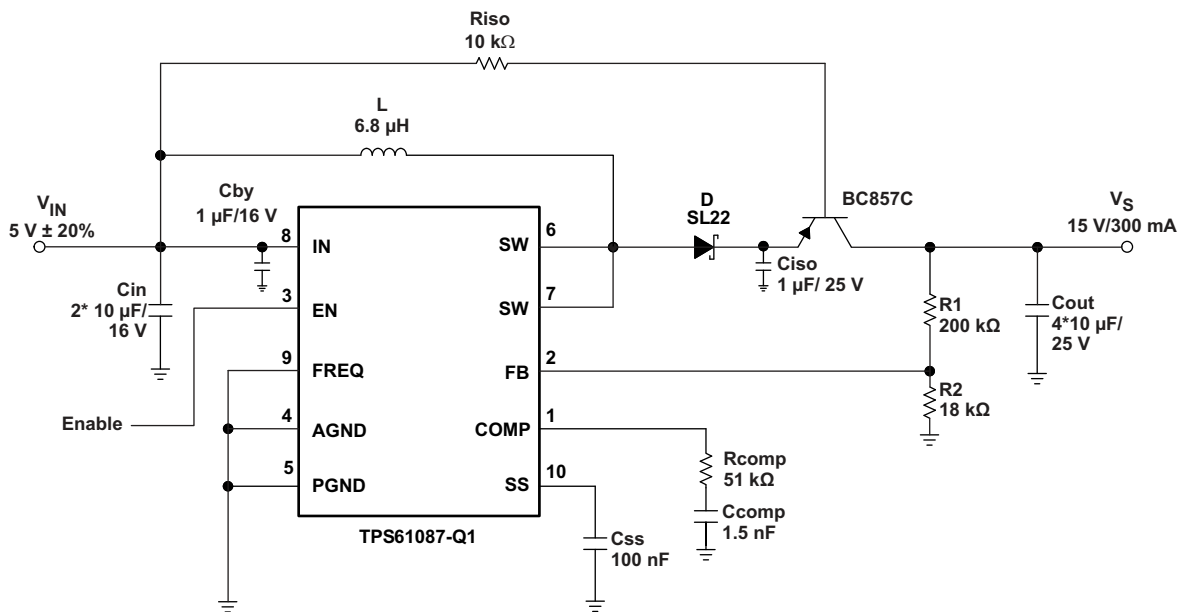 Riso
10 kΩ
L
6.8 µH
Cby
1 µF/16 V
V_IN
5 V ± 20%
Cin
2* 10 µF/
16 V
Enable
8
IN
3
EN
9
FREQ
4
AGND
5
PGND
SW
6
SW
7
FB
2
COMP
1
SS
10
TPS61087-Q1
D
SL22
BC857C
Ciso
1 µF/ 25 V
V_S
15 V/300 mA
R1
200 kΩ
Cout
4*10 µF/
25 V
R2
18 kΩ
Rcomp
51 kΩ
Ccomp
1.5 nF
Css
100 nF